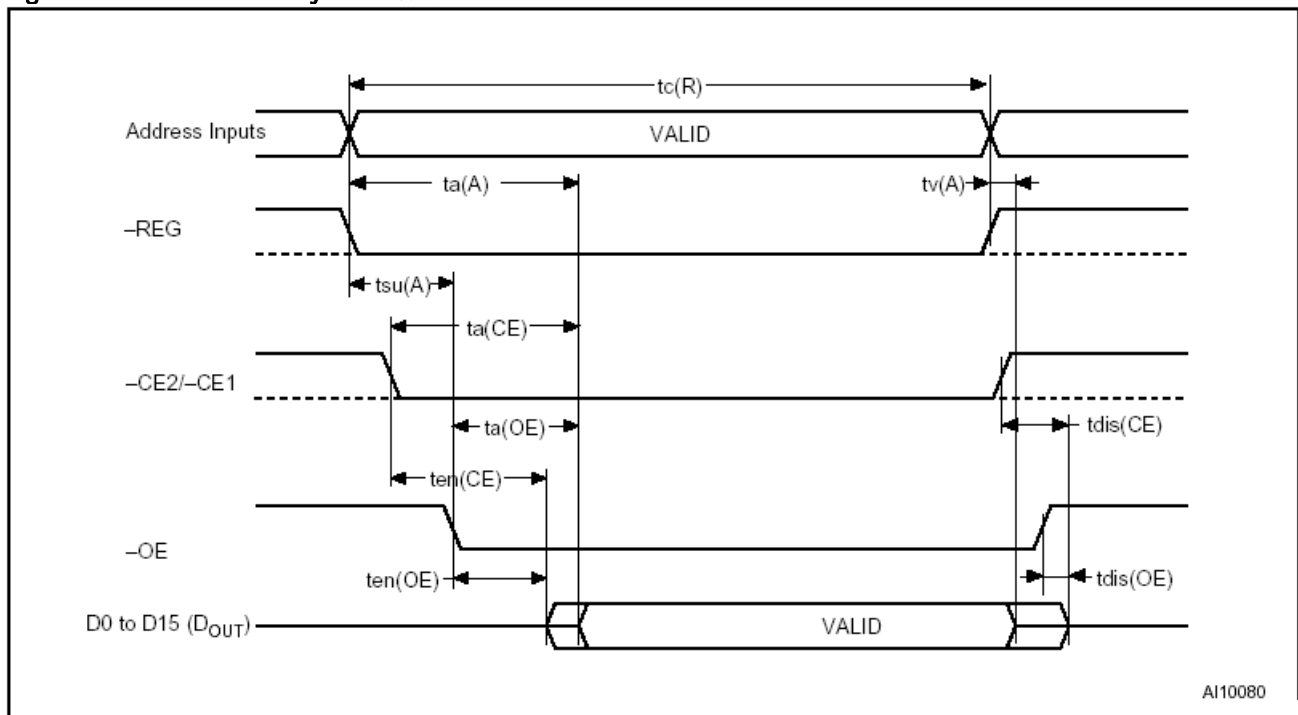 tc(R)
Address Inputs
VALID
ta(A)
tv(A)
–REG
tsu(A)
ta(CE)
–CE2/–CE1
ta(OE)
tdis(CE)
ten(CE)
–OE
ten(OE)
tdis(OE)
D0 to D15 (DOUT)
VALID
AI10080